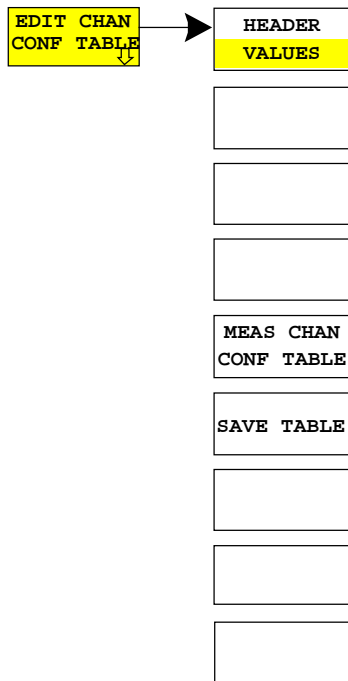 EDIT CHAN
CONF TABLE
HEADER
VALUES
MEAS CHAN
CONF TABLE
SAVE TABLE